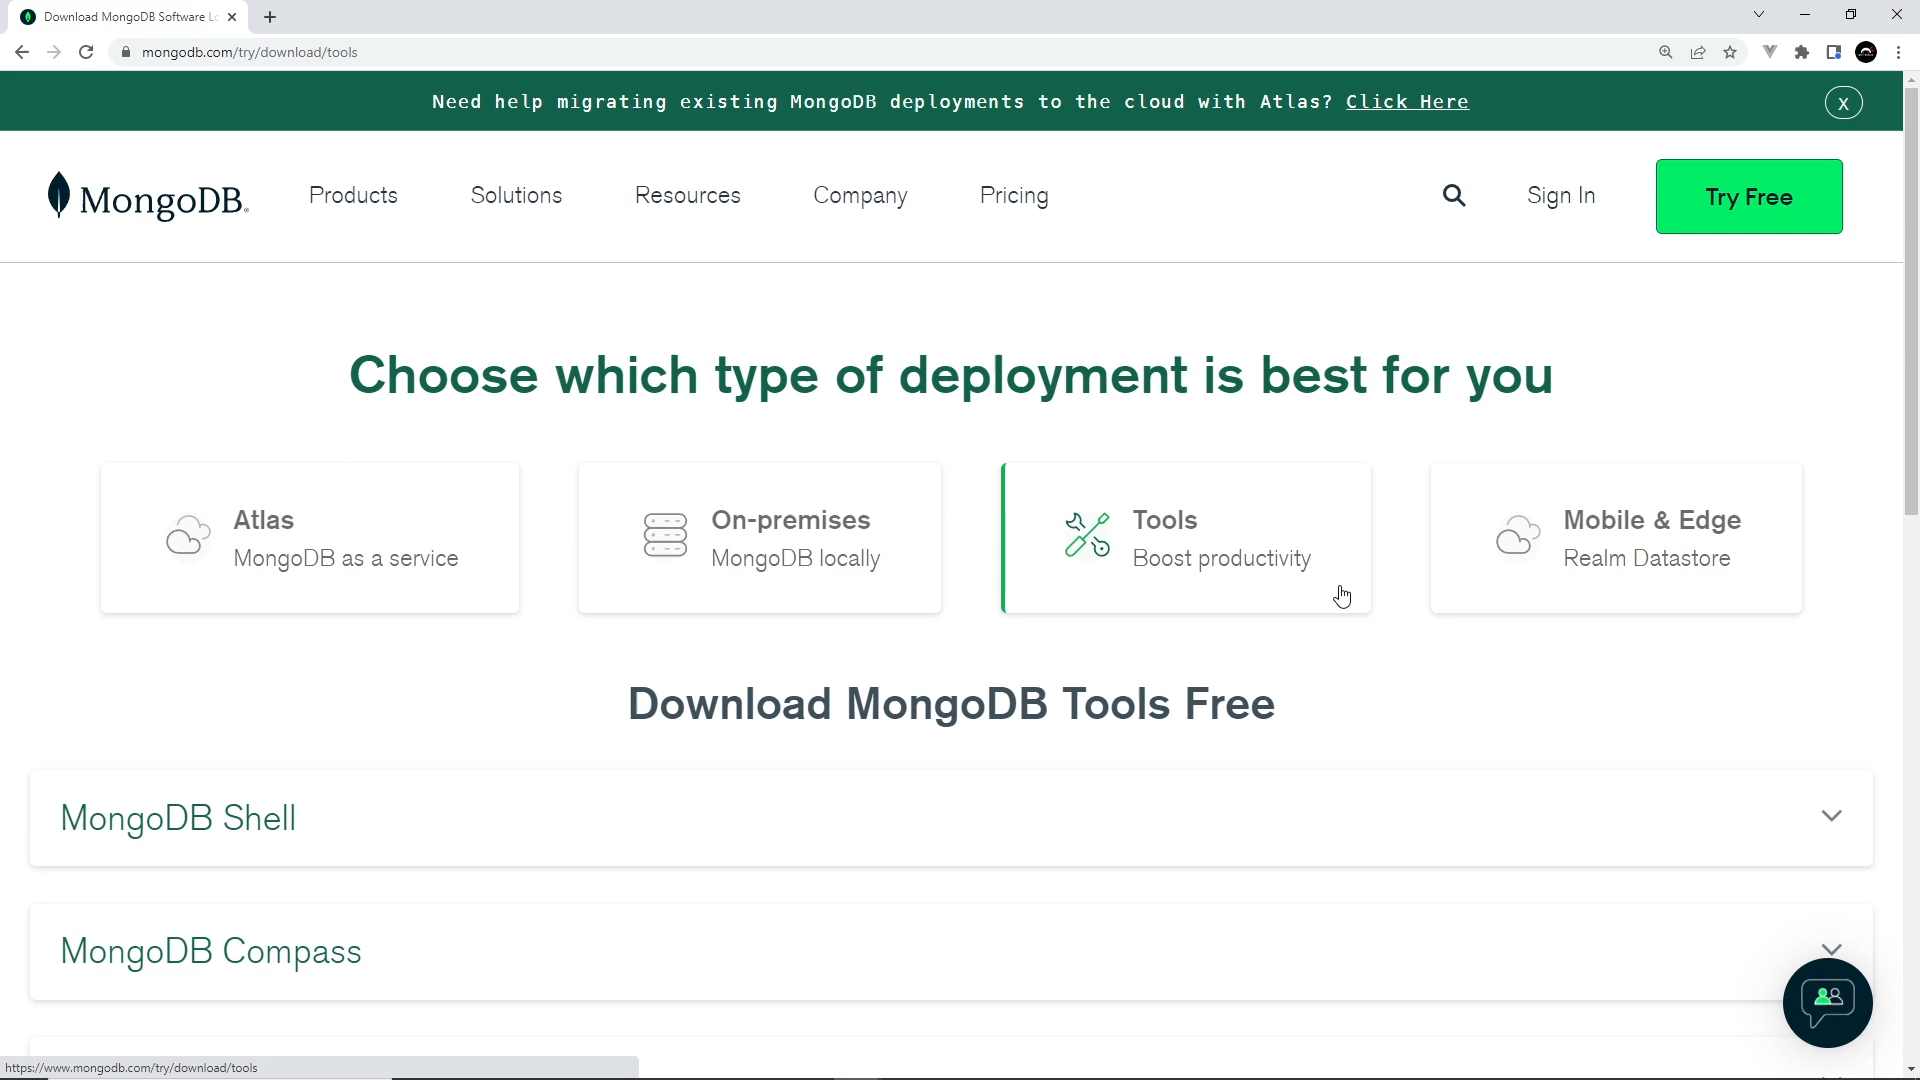 Download MongoDB Software Lo
mongodb.com/try/download/tools
Need help migrating existing MongoDB deployments to the cloud with Atlas? Click Here
X
MongoDB.
Products
Solutions
Resources
Company
Pricing
Sign In
Try Free
Choose which type of deployment is best for you
Atlas
MongoDB as a service
On-premises
MongoDB locally
Tools
Boost productivity
Mobile & Edge
Realm Datastore
Download MongoDB Tools Free
MongoDB Shell
MongoDB Compass
https://www.mongodb.com/try/download/tools